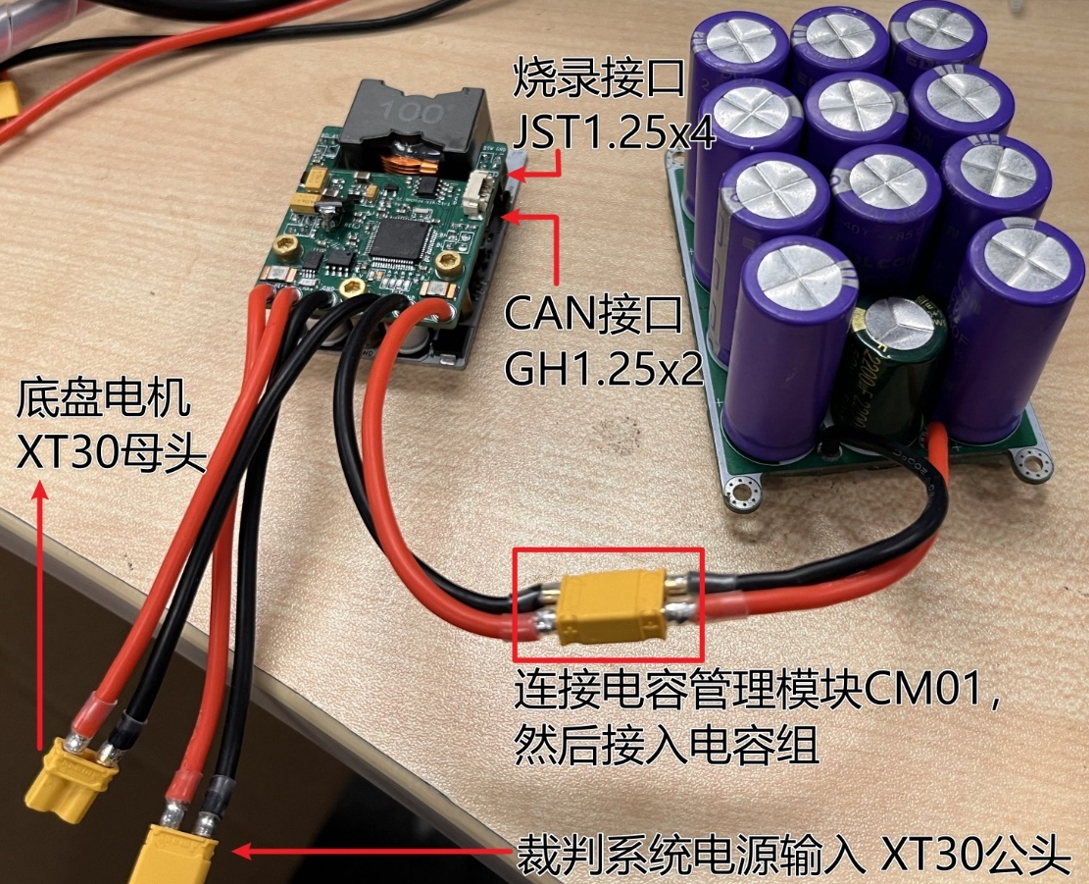 100
烧录接口
JST1.25x4
CAN接口
GH1.25x2
底盘电机
XT30母头
连接电容管理模块CM01，
然后接入电容组
裁判系统电源输入 XT30公头